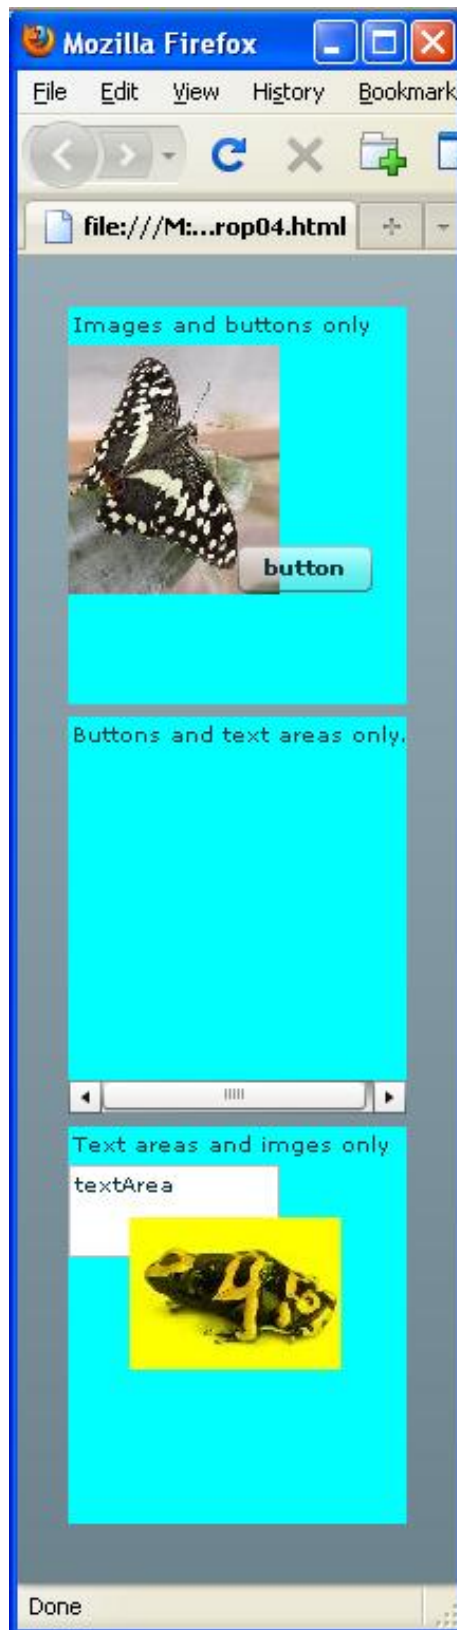 Mozilla Firefox
File Edit View History Bookmark
file:///M:...rop04.html
Images and buttons only
button
Buttons and text areas only.
Text areas and imges only
textArea
Done